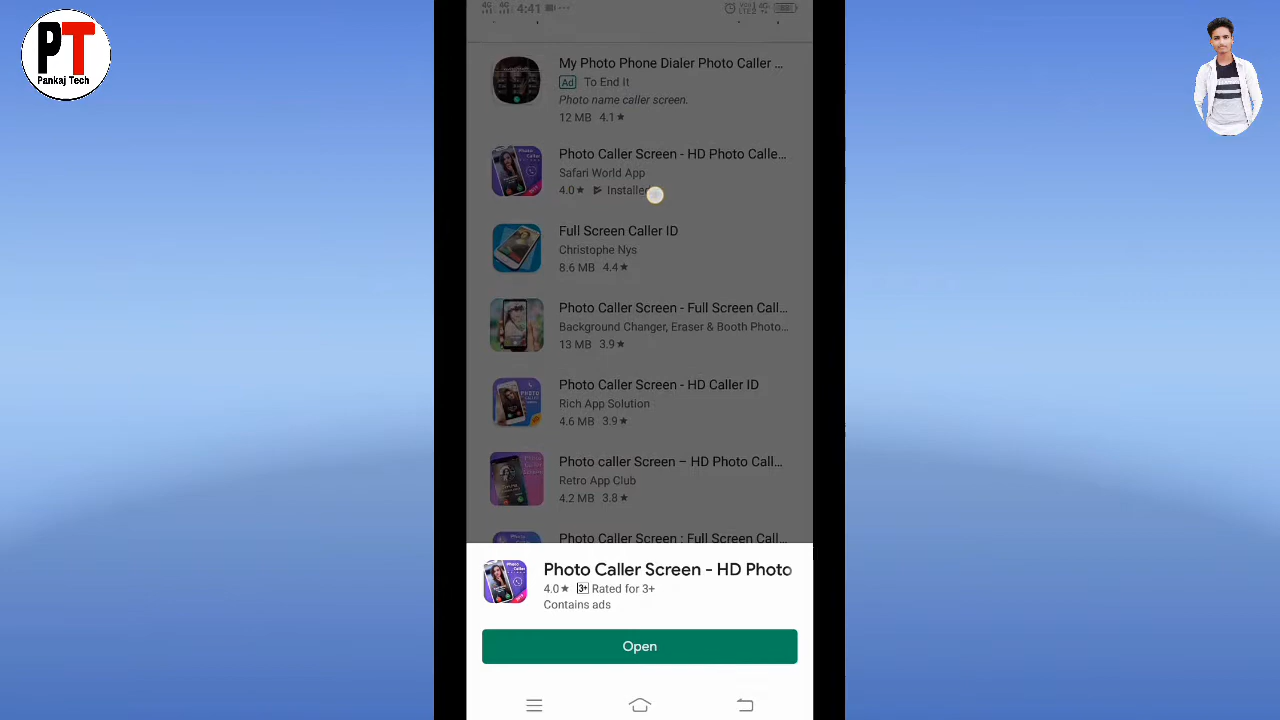 PT
Pankaj Tech
4G 4G 4:41
4G
My Photo Phone Dialer Photo Caller ...
Ad To End It
Photo name caller screen.
12 MB 4.1★
Photo Caller Screen - HD Photo Calle...
Safari World App
4.0★ Installed
Full Screen Caller ID
Christophe Nys
8.6 MB 4.4★
Photo Caller Screen - Full Screen Call...
Background Changer, Eraser & Booth Photo...
13 MB 3.9★
Photo Caller Screen - HD Caller ID
Rich App Solution
4.6 MB 3.9★
Photo caller Screen – HD Photo Call...
Retro App Club
4.2 MB 3.8★
Photo Caller Screen : Full Screen Call...
Photo Caller Screen - HD Photo
4.0★ 3+ Rated for 3+
Contains ads
Open